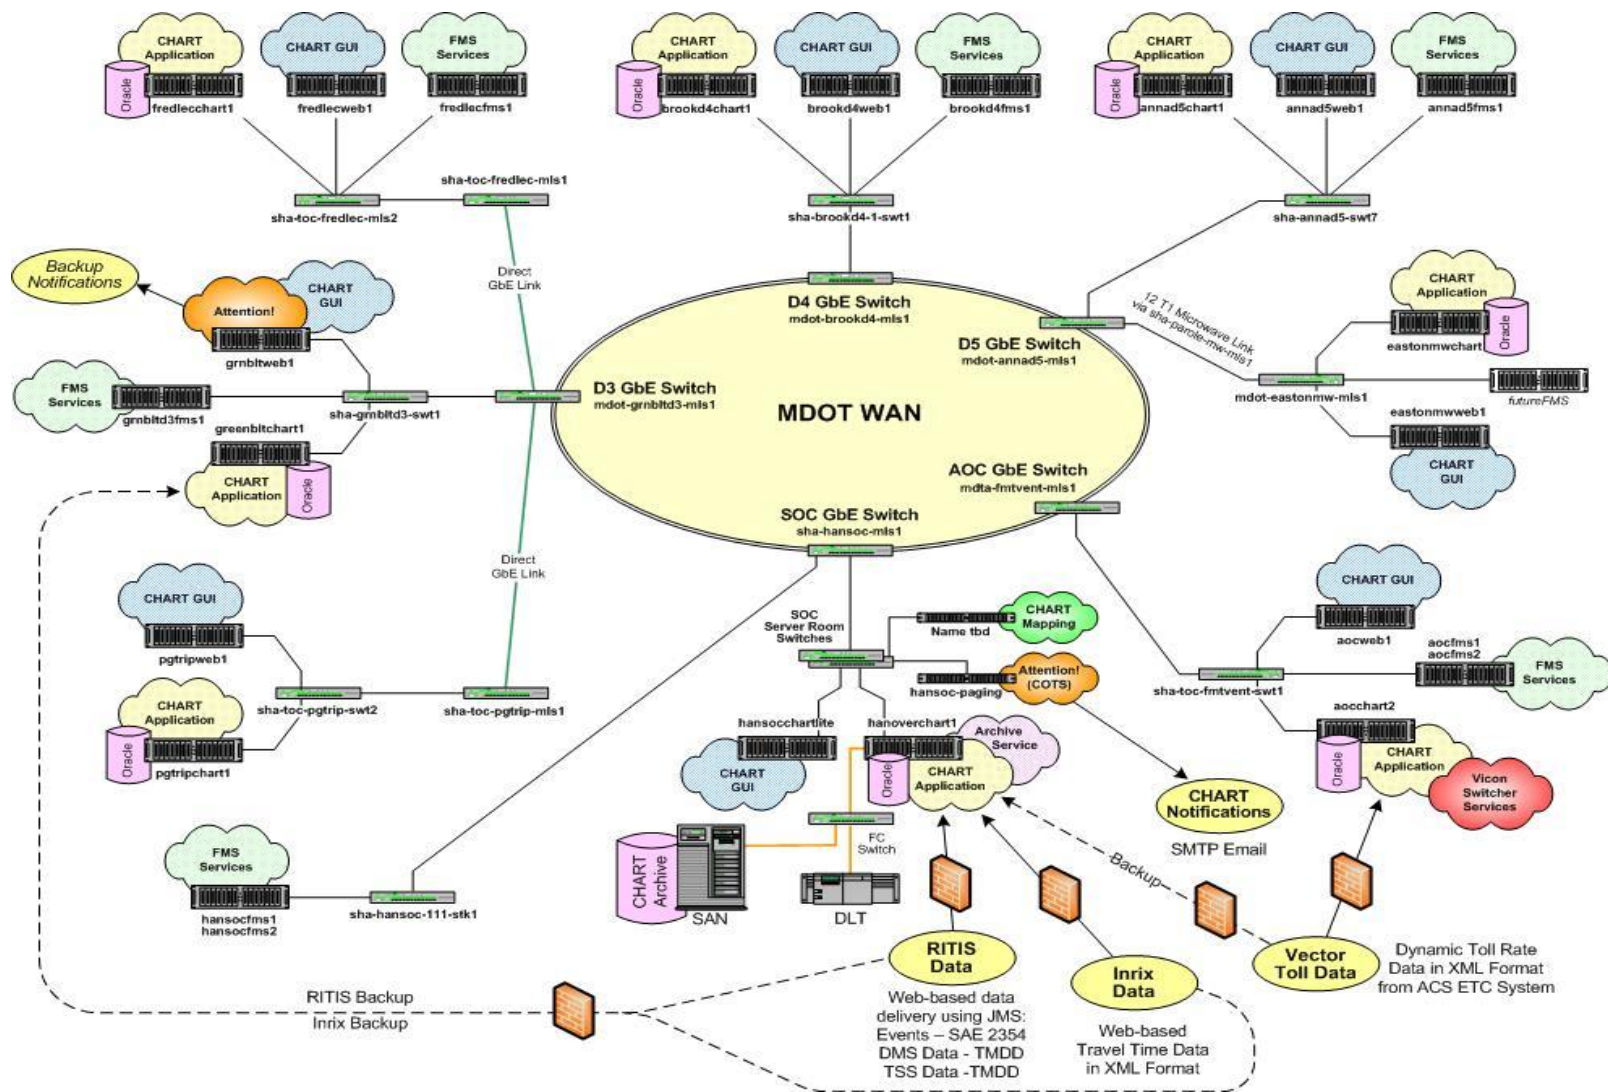 CHART
Application
Oracle
fredlecchart1
CHART GUI
fredlecweb1
FMS
Services
fredlecfms1
CHART
Application
Oracle
brookd4chart1
CHART GUI
brookd4web1
FMS
Services
brookd4fms1
CHART
Application
Oracle
annad5chart1
CHART GUI
annad5web1
FMS
Services
annad5fms1
sha-toc-fredlec-mls1
sha-toc-fredlec-mls2
sha-brookd4-1-swt1
sha-annad5-swt7
Direct
GbE Link
Backup
Notifications
Attention!
CHART
GUI
grnbltweb1
FMS
Services
grnbltd3fms1
sha-grnbltd3-swt1
greenbltchart1
CHART
Application
Oracle
D3 GbE Switch
mdot-grnbltd3-mls1
D4 GbE Switch
mdot-brookd4-mls1
D5 GbE Switch
mdot-annad5-mls1
MDOT WAN
AOC GbE Switch
mdta-fmtvent-mls1
SOC GbE Switch
sha-hansoc-mls1
12 T1 Microwave Link
via sha-parole-mw-mls1
CHART
Application
Oracle
eastonmwchart
mdot-eastonmw-mls1
futureFMS
eastonmwweb1
CHART
GUI
Direct
GbE Link
CHART GUI
pgtripweb1
sha-toc-pgtrip-swt2
sha-toc-pgtrip-mls1
CHART
Application
Oracle
pgtripchart1
SOC
Server Room
Switches
Name tbd
CHART
Mapping
hansoc-paging
Attention!
(COTS)
hansocchartlite
CHART
GUI
hanoverchart1
Archive
Service
Oracle
CHART
Application
FC
Switch
CHART
Archive
SAN
DLT
CHART GUI
aocweb1
sha-toc-fmtvent-swt1
aocfms1
aocfms2
FMS
Services
aocchart2
Oracle
CHART
Application
Vicon
Switcher
Services
CHART
Notifications
SMTP Email
FMS
Services
hansocfms1
hansocfms2
sha-hansoc-111-stk1
Backup
RITIS
Data
Web-based data
delivery using JMS:
Events – SAE 2354
DMS Data - TMDD
TSS Data -TMDD
Inrix
Data
Web-based
Travel Time Data
in XML Format
Vector
Toll Data
Dynamic Toll Rate
Data in XML Format
from ACS ETC System
RITIS Backup
Inrix Backup